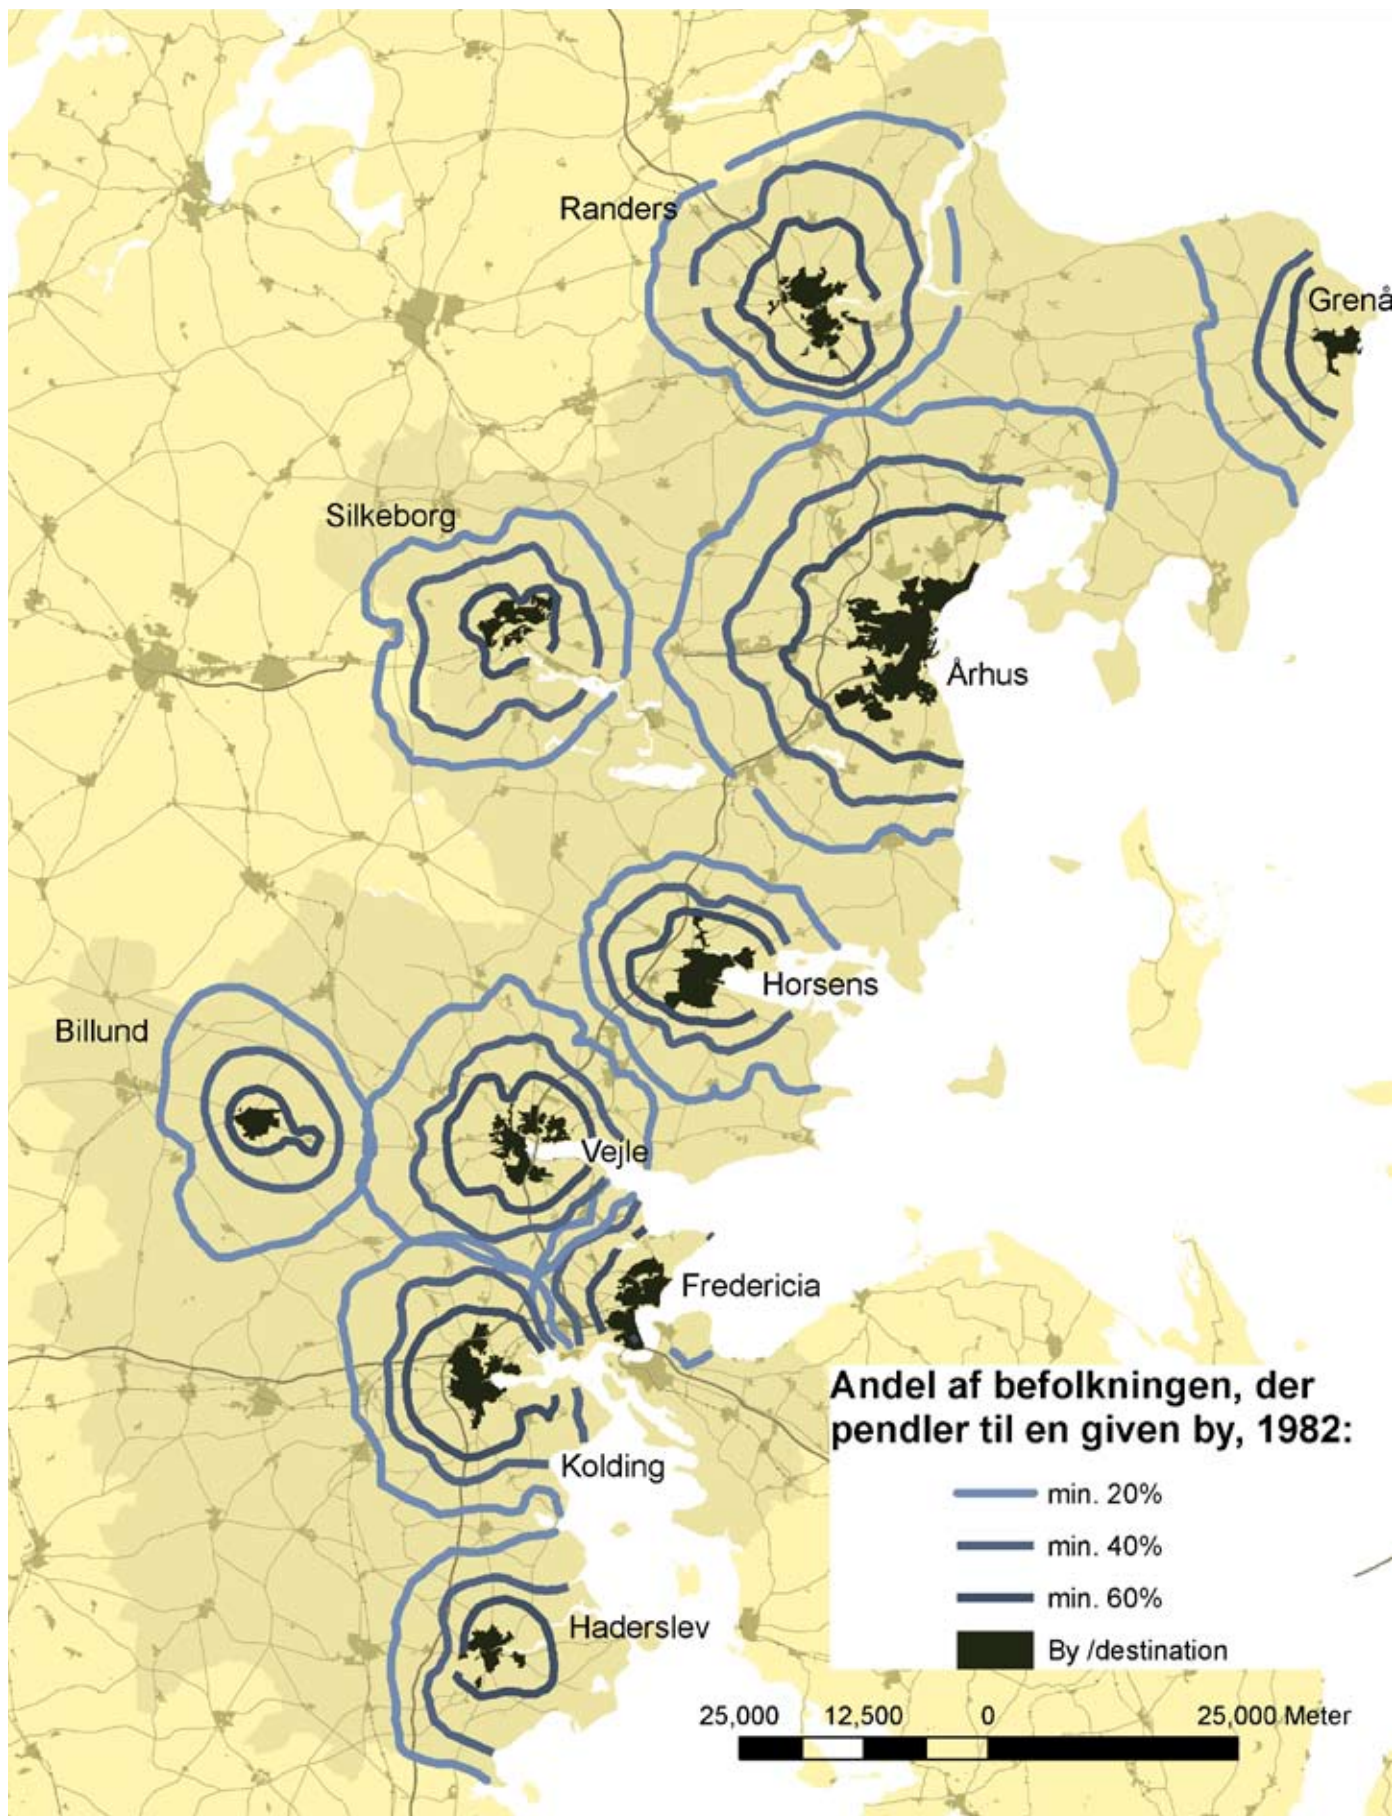 Randers
Grenå
Silkeborg
Århus
Horsens
Billund
Vejle
Fredericia
Andel af befolkningen, der
pendler til en given by, 1982:
Kolding
min. 20%
min. 40%
min. 60%
Haderslev
By /destination
25,000 12,500 0 25,000 Meter